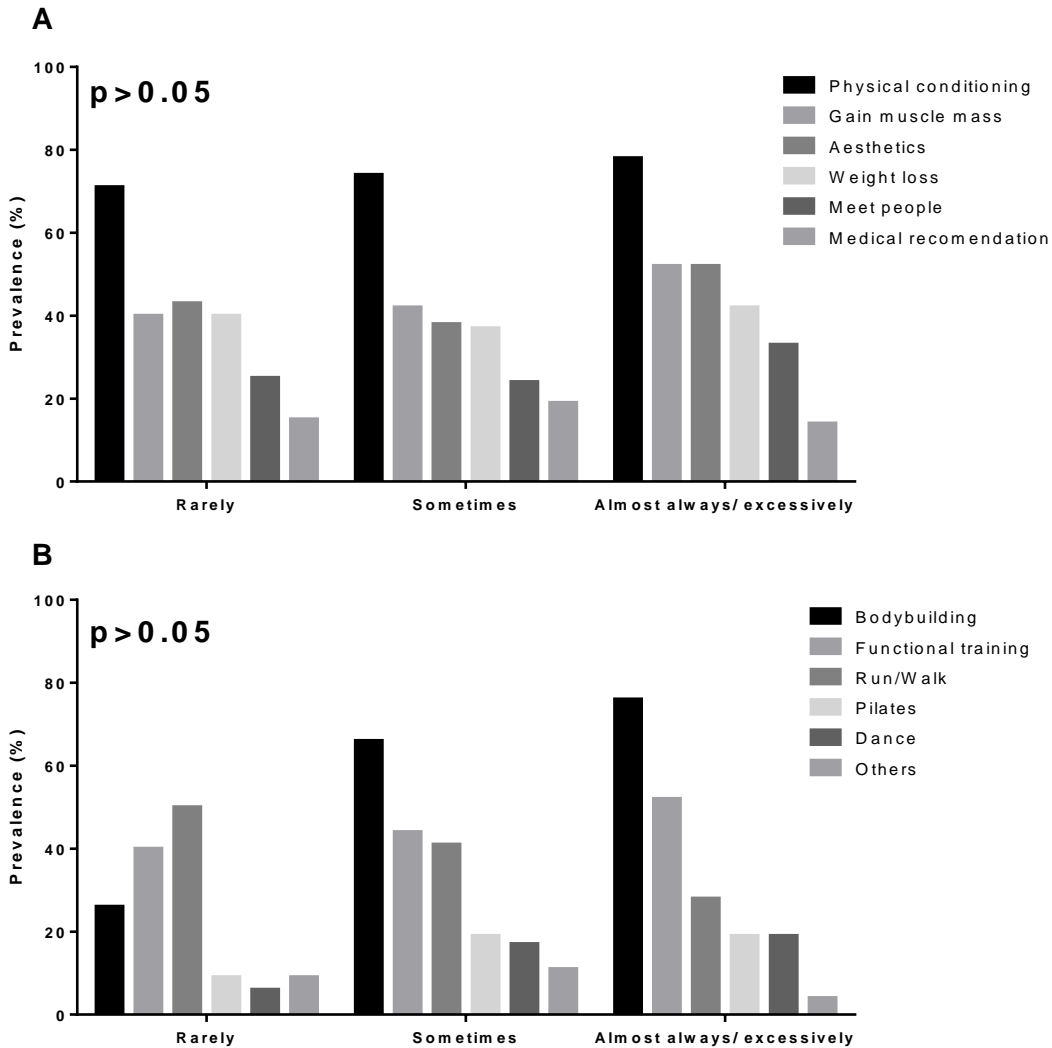 A
100
80
60
40
20
0
Prevalence (%)
p>0.05
Physical conditioning
Gain muscle mass
Aesthetics
Weight loss
Meet people
Medical recomendation
Rarely Sometimes Almost always/ excessively
B
100
80
60
40
20
0
Prevalence (%)
p>0.05
Bodybuilding
Functional training
Run/Walk
Pilates
Dance
Others
Rarely Sometimes Almost always/ excessively